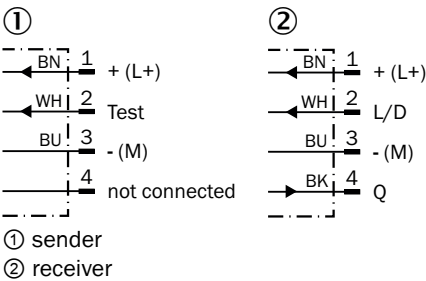 ① ②
BN 1 + (L+) BN 1 + (L+)
WH 2 Test WH 2 L/D
BU 3 - (M) BU 3 - (M)
4 not connected BK 4 Q
① sender
② receiver